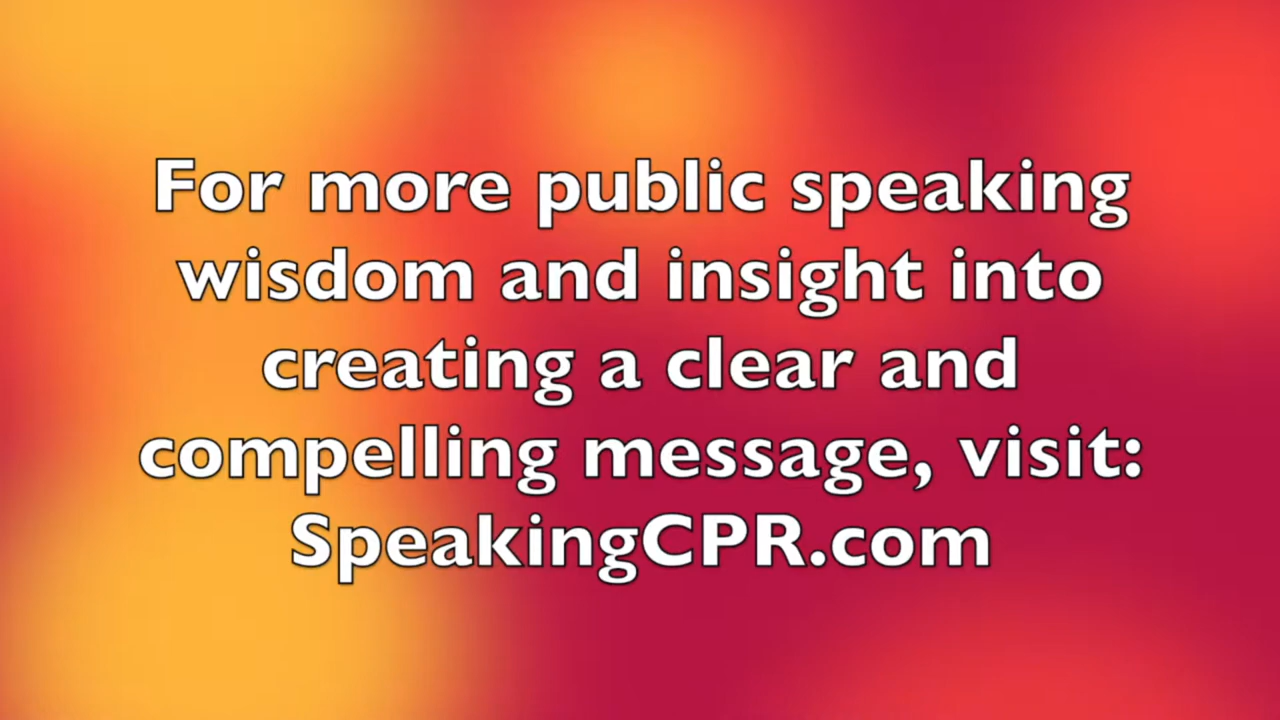 For more public speaking
wisdom and insight into
creating a clear and
compelling message, visit:
SpeakingCPR.com